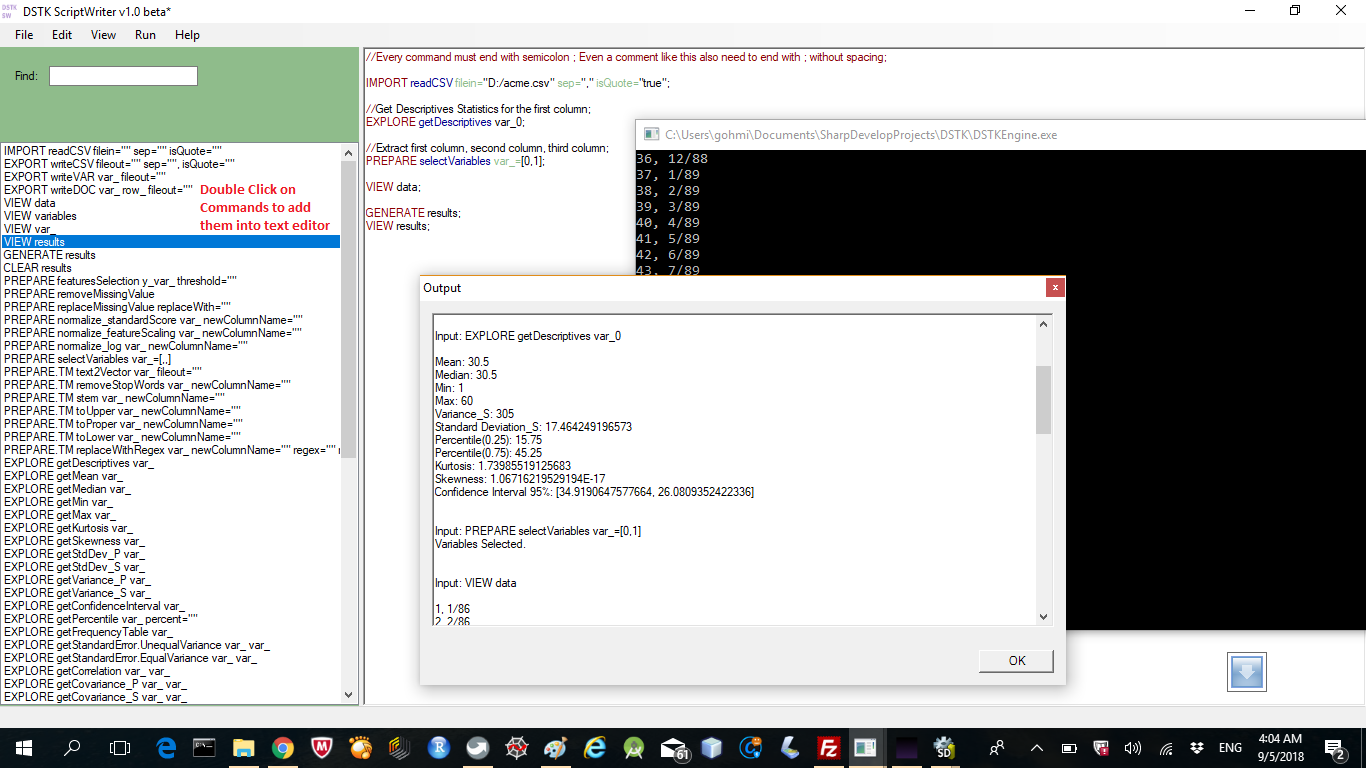 DSTK SW
DSTK ScriptWriter v1.0 beta*
File Edit View Run Help
Find:
IMPORT readCSV filein="" sep="" isQuote=""
EXPORT writeCSV fileout="" sep="", isQuote=""
EXPORT writeVAR var_ fileout=""
EXPORT writeDOC var_ row_ fileout=""
VIEW data
VIEW variables
VIEW var_
VIEW results
GENERATE results
CLEAR results
PREPARE featuresSelection y_var_ threshold=""
PREPARE removeMissingValue
PREPARE replaceMissingValue replaceWith=""
PREPARE normalize_standardScore var_ newColumnName=""
PREPARE normalize_featureScaling var_ newColumnName=""
PREPARE normalize_log var_ newColumnName=""
PREPARE selectVariables var_=[,,]
PREPARE.TM text2Vector var_ fileout=""
PREPARE.TM removeStopWords var_ newColumnName=""
PREPARE.TM stem var_ newColumnName=""
PREPARE.TM toUpper var_ newColumnName=""
PREPARE.TM toProper var_ newColumnName=""
PREPARE.TM toLower var_ newColumnName=""
PREPARE.TM replaceWithRegex var_ newColumnName="" regex=""
EXPLORE getDescriptives var_
EXPLORE getMean var_
EXPLORE getMedian var_
EXPLORE getMin var_
EXPLORE getMax var_
EXPLORE getKurtosis var_
EXPLORE getSkewness var_
EXPLORE getStdDev_P var_
EXPLORE getStdDev_S var_
EXPLORE getVariance_P var_
EXPLORE getVariance_S var_
EXPLORE getConfidenceInterval var_
EXPLORE getPercentile var_ percent=""
EXPLORE getFrequencyTable var_
EXPLORE getStandardError.UnequalVariance var_ var_
EXPLORE getStandardError.EqualVariance var_ var_
EXPLORE getCorrelation var_ var_
EXPLORE getCovariance_P var_ var_
EXPLORE getCovariance_S var_ var_
Double Click on
Commands to add
them into text editor
//Every command must end with semicolon ; Even a comment like this also need to end with ; without spacing;
IMPORT readCSV filein="D:/acme.csv" sep="," isQuote="true";
//Get Descriptives Statistics for the first column;
EXPLORE getDescriptives var_0;
//Extract first column, second column, third column;
PREPARE selectVariables var_=[0,1];
VIEW data;
GENERATE results;
VIEW results;
C:\Users\gohmi\Documents\SharpDevelopProjects\DSTK\DSTKEngine.exe
36, 12/88
37, 1/89
38, 2/89
39, 3/89
40, 4/89
41, 5/89
42, 6/89
43, 7/89
Output
x
Input: EXPLORE getDescriptives var_0
Mean: 30.5
Median: 30.5
Min: 1
Max: 60
Variance_S: 305
Standard Deviation_S: 17.464249196573
Percentile(0.25): 15.75
Percentile(0.75): 45.25
Kurtosis: 1.73985519125683
Skewness: 1.06716219529194E-17
Confidence Interval 95%: [34.9190647577664, 26.0809352422336]
Input: PREPARE selectVariables var_=[0,1]
Variables Selected.
Input: VIEW data
1, 1/86
2, 2/86
OK
61
SD
ENG
4:04 AM
9/5/2018
2